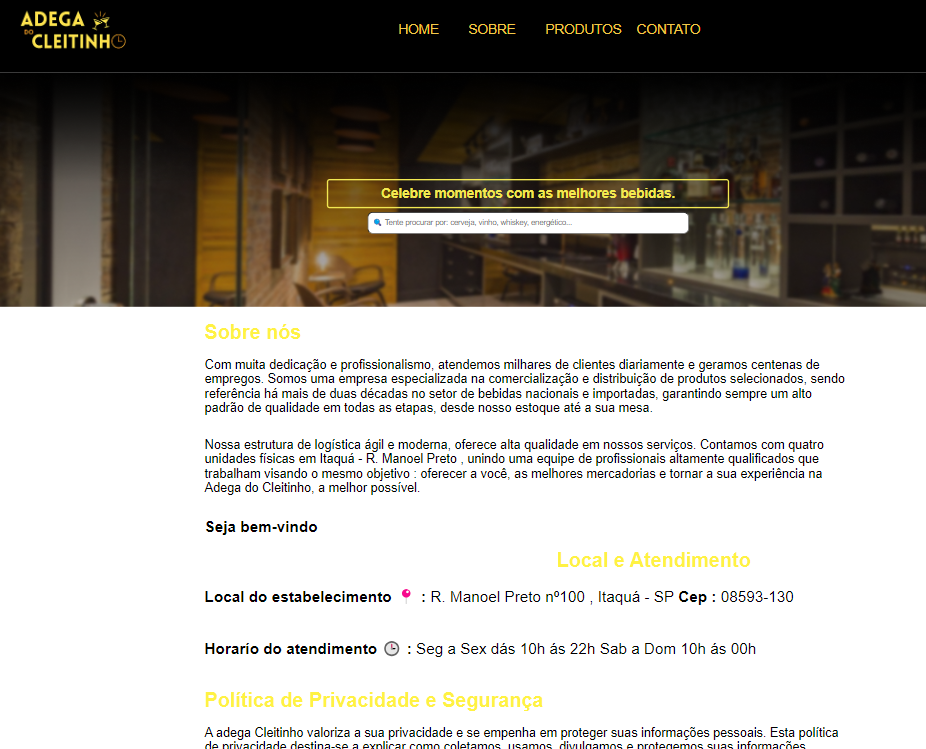 ADEGA
DO
CLEITINHO
HOME SOBRE PRODUTOS CONTATO
Celebre momentos com as melhores bebidas.
Tente procurar por: cerveja, vinho, whiskey, energético...
Sobre nós
Com muita dedicação e profissionalismo, atendemos milhares de clientes diariamente e geramos centenas de
empregos. Somos uma empresa especializada na comercialização e distribuição de produtos selecionados, sendo
referência há mais de duas décadas no setor de bebidas nacionais e importadas, garantindo sempre um alto
padrão de qualidade em todas as etapas, desde nosso estoque até a sua mesa.
Nossa estrutura de logística ágil e moderna, oferece alta qualidade em nossos serviços. Contamos com quatro
unidades físicas em Itaquá - R. Manoel Preto , unindo uma equipe de profissionais altamente qualificados que
trabalham visando o mesmo objetivo : oferecer a você, as melhores mercadorias e tornar a sua experiência na
Adega do Cleitinho, a melhor possível.
Seja bem-vindo
Local e Atendimento
Local do estabelecimento 📍 : R. Manoel Preto nº100 , Itaquá - SP Cep : 08593-130
Horarío do atendimento 🕒 : Seg a Sex dás 10h ás 22h Sab a Dom 10h ás 00h
Política de Privacidade e Segurança
A adega Cleitinho valoriza a sua privacidade e se empenha em proteger suas informações pessoais. Esta política
de privacidade destina-se a explicar como coletamos, usamos, divulgamos e protegemos suas informações